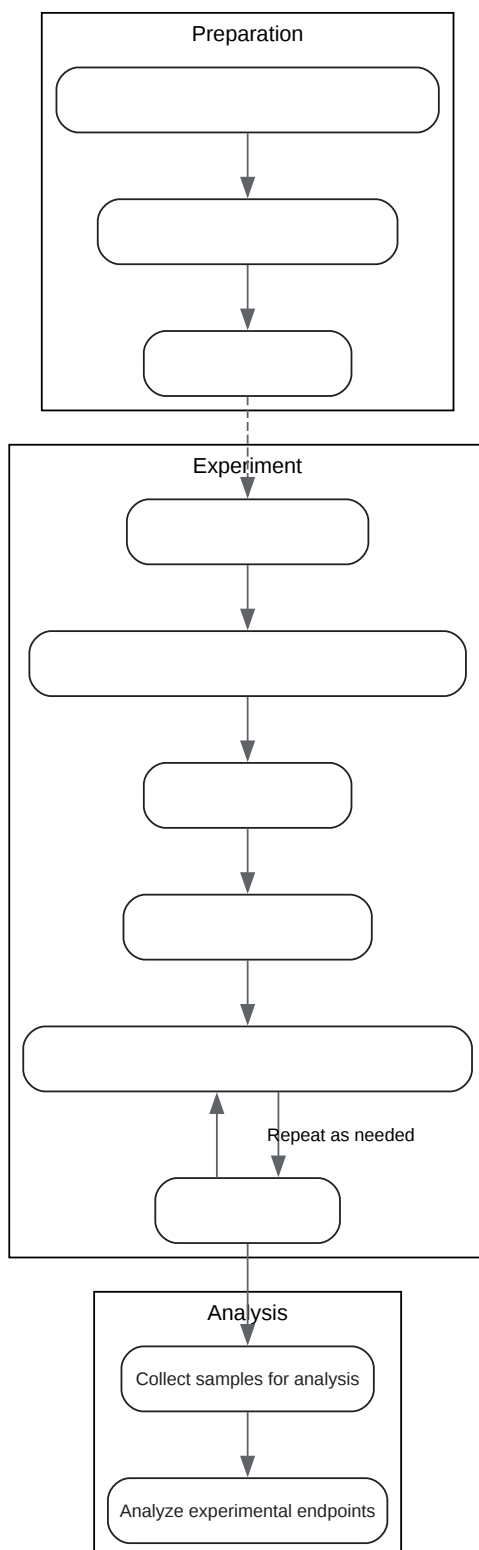 Preparation
Experiment
Repeat as needed
Analysis
Collect samples for analysis
Analyze experimental endpoints